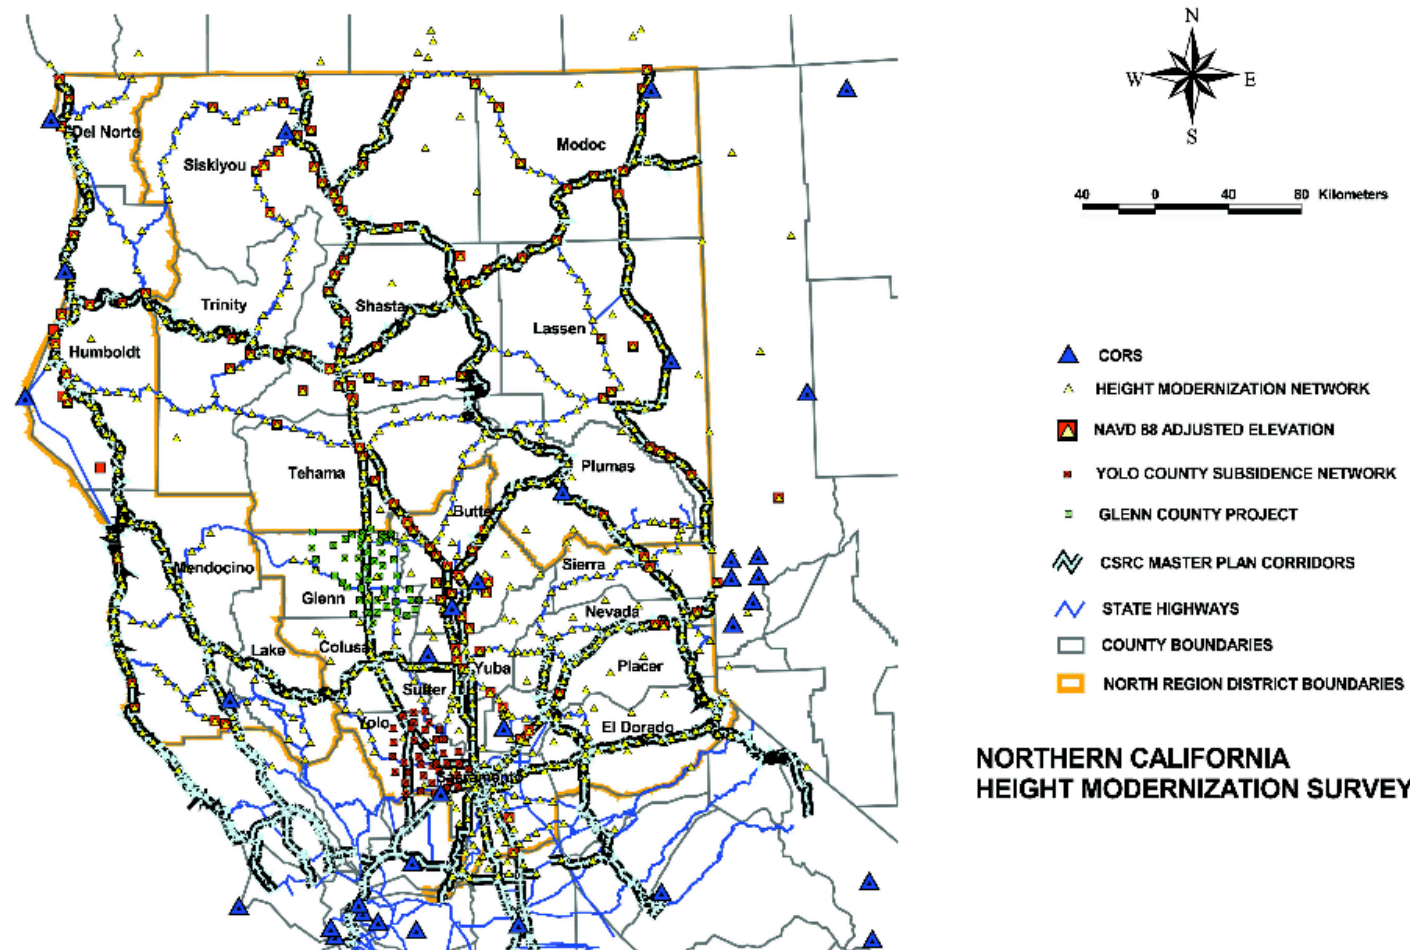 N
W E
S
40 0 40 80 Kilometers
Del Norte
Siskiyou
Modoc
Trinity
Shasta
Lassen
Humboldt
Tehama
Plumas
Butte
Mendocino
Sierra
Glenn
Nevada
Lake
Colusa
Yuba
Placer
Sutter
Yolo
El Dorado
Sacramento
CORS
HEIGHT MODERNIZATION NETWORK
NAVD 88 ADJUSTED ELEVATION
YOLO COUNTY SUBSIDENCE NETWORK
GLENN COUNTY PROJECT
CSRC MASTER PLAN CORRIDORS
STATE HIGHWAYS
COUNTY BOUNDARIES
NORTH REGION DISTRICT BOUNDARIES
NORTHERN CALIFORNIA
HEIGHT MODERNIZATION SURVEY